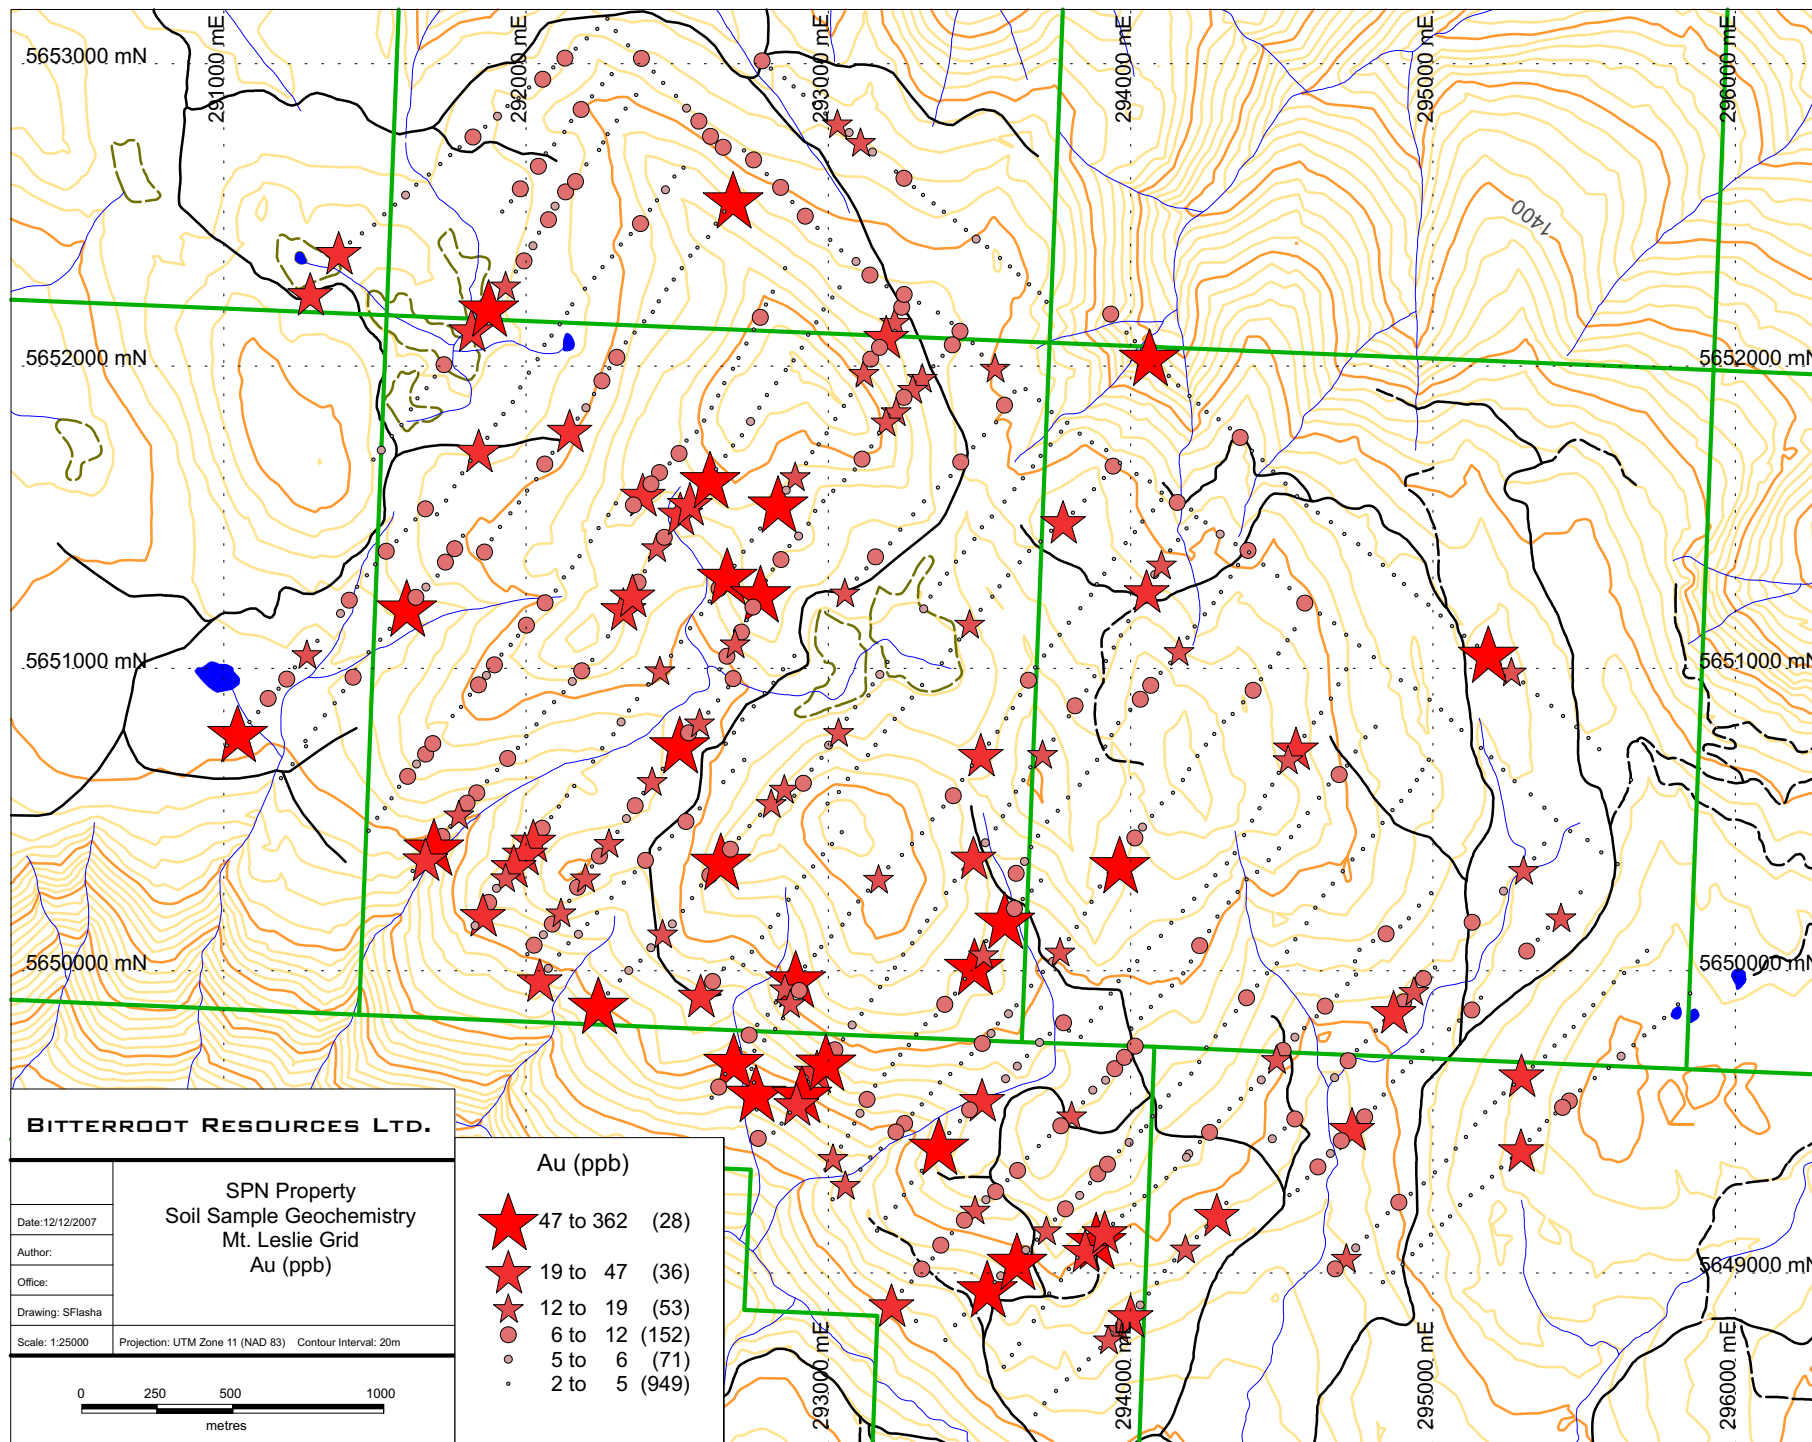 291000 mE
292000 mE
293000 mE
294000 mE
295000 mE
296000 mE
5653000 mN
1400
5652000 mN
5652000 mN
5651000 mN
5651000 mN
5650000 mN
5650000 mN
5649000 mN
BITTERROOT RESOURCES LTD.
SPN Property
Soil Sample Geochemistry
Mt. Leslie Grid
Au (ppb)
Date:12/12/2007
Author:
Office:
Drawing: SFlasha
Scale: 1:25000 Projection: UTM Zone 11 (NAD 83) Contour Interval: 20m
0 250 500 1000
metres
Au (ppb)
47 to 362 (28)
19 to 47 (36)
12 to 19 (53)
6 to 12 (152)
5 to 6 (71)
2 to 5 (949)
293000 mE
294000 mE
295000 mE
296000 mE